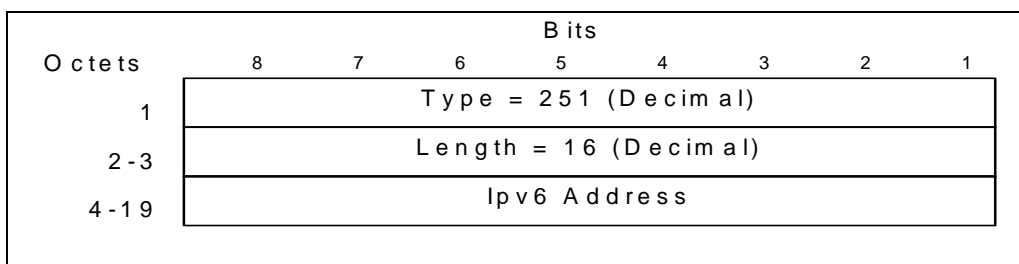 Bits
Octets 8 7 6 5 4 3 2 1
1 Type = 251 (Decimal)
2-3 Length = 16 (Decimal)
4-19 Ipv6 Address